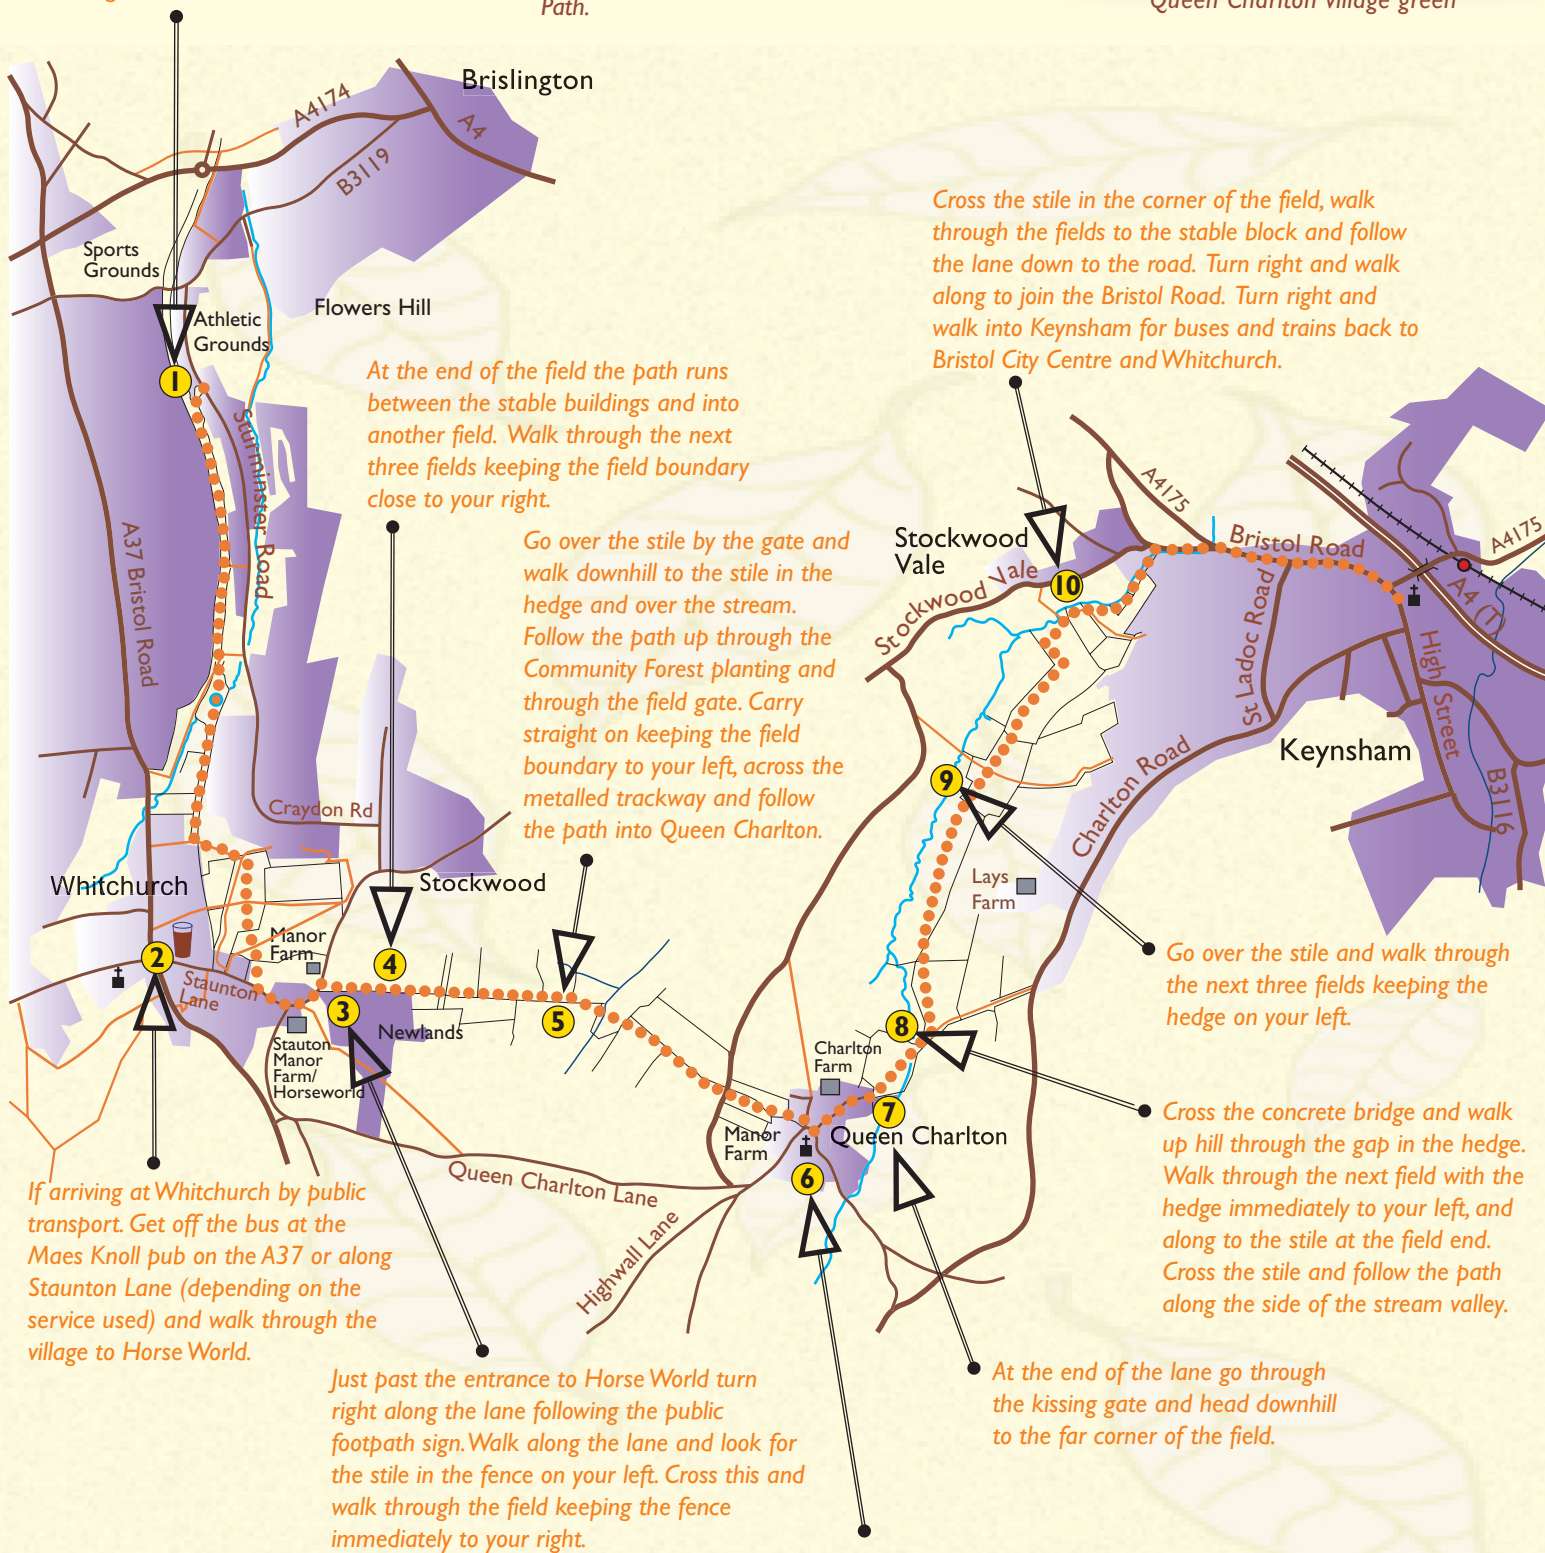 Path.
Queen Charlton village green
Brislington
A4174
A4
B3119
Sports
Grounds
Flowers Hill
Athletic
Grounds
1
Sturminster Road
A37 Bristol Road
Cross the stile in the corner of the field, walk
through the fields to the stable block and follow
the lane down to the road. Turn right and walk
along to join the Bristol Road. Turn right and
walk into Keynsham for buses and trains back to
Bristol City Centre and Whitchurch.
At the end of the field the path runs
between the stable buildings and into
another field. Walk through the next
three fields keeping the field boundary
close to your right.
Go over the stile by the gate and
walk downhill to the stile in the
hedge and over the stream.
Follow the path up through the
Community Forest planting and
through the field gate. Carry
straight on keeping the field
boundary to your left, across the
metalled trackway and follow
the path into Queen Charlton.
Stockwood
Vale
Stockwood Vale
10
A4175
Bristol Road
A4175
A4 (T)
High Street
St Ladoc Road
Keynsham
B3116
Charlton Road
9
Lays
Farm
Craydon Rd
Whitchurch
Stockwood
2
Staunton
Lane
Manor
Farm
4
3
Newlands
5
Stauton
Manor
Farm/
Horseworld
8
Charlton
Farm
7
Queen Charlton
Manor
Farm
6
Queen Charlton Lane
Highwall Lane
Go over the stile and walk through
the next three fields keeping the
hedge on your left.
Cross the concrete bridge and walk
up hill through the gap in the hedge.
Walk through the next field with the
hedge immediately to your left, and
along to the stile at the field end.
Cross the stile and follow the path
along the side of the stream valley.
If arriving at Whitchurch by public
transport. Get off the bus at the
Maes Knoll pub on the A37 or along
Staunton Lane (depending on the
service used) and walk through the
village to Horse World.
Just past the entrance to Horse World turn
right along the lane following the public
footpath sign. Walk along the lane and look for
the stile in the fence on your left. Cross this and
walk through the field keeping the fence
immediately to your right.
At the end of the lane go through
the kissing gate and head downhill
to the far corner of the field.